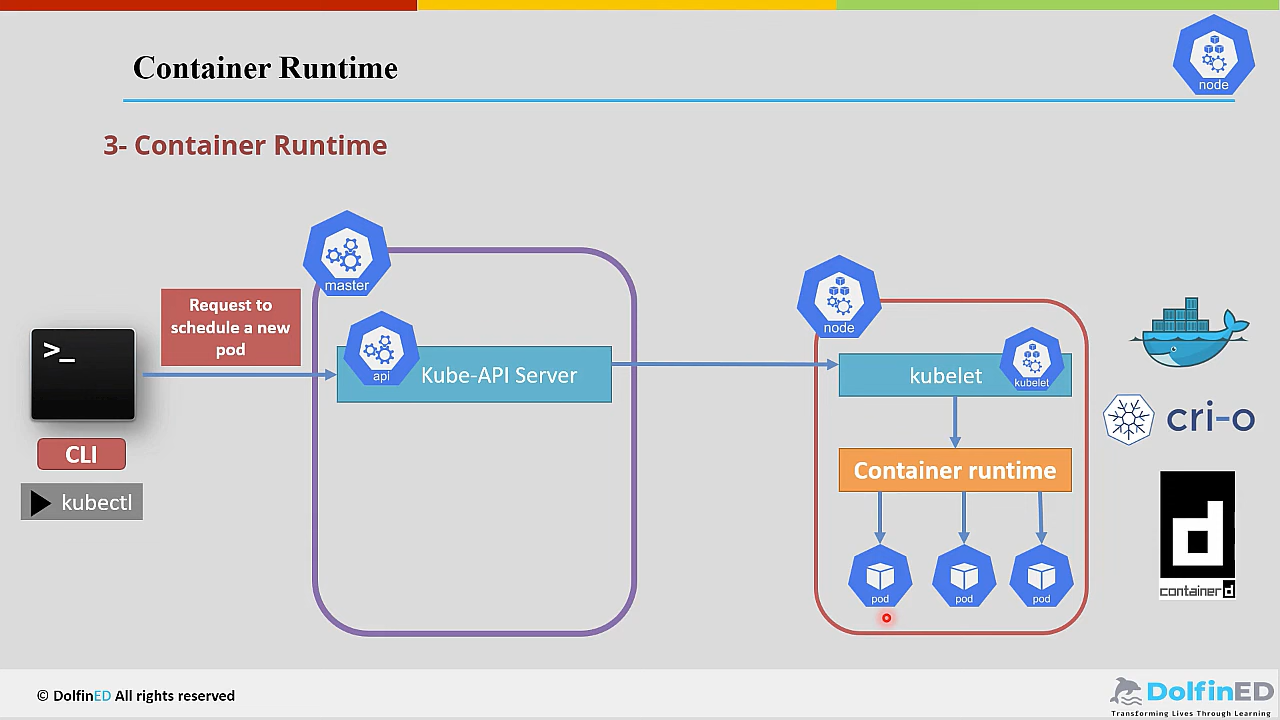 Container Runtime
node
3- Container Runtime
master
Request to
schedule a new
pod
>_
api
Kube-API Server
CLI
kubectl
node
kubelet
kubelet
Container runtime
pod
pod
pod
cri-o
d
containerd
© DolfinED All rights reserved
DolfinED
Transforming Lives Through Learning